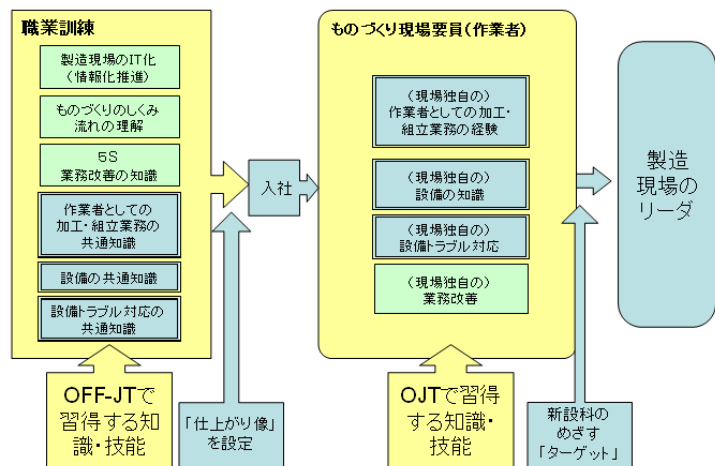 職業訓練
製造現場のIT化
（情報化推進）
ものづくりのしくみ
流れの理解
5S
業務改善の知識
作業者としての
加工・組立業務の
共通知識
設備の共通知識
設備トラブル対応の
共通知識
OFF-JTで
習得する知
識・技能
「仕上がり像」
を設定
入社
ものづくり現場要員(作業者)
（現場独自の）
作業者としての加工・
組立業務の経験
（現場独自の）
設備の知識
（現場独自の）
設備トラブル対応
（現場独自の）
業務改善
OJTで習得
する知識・
技能
新設科の
めざす
「ターゲット」
製造
現場の
リーダ